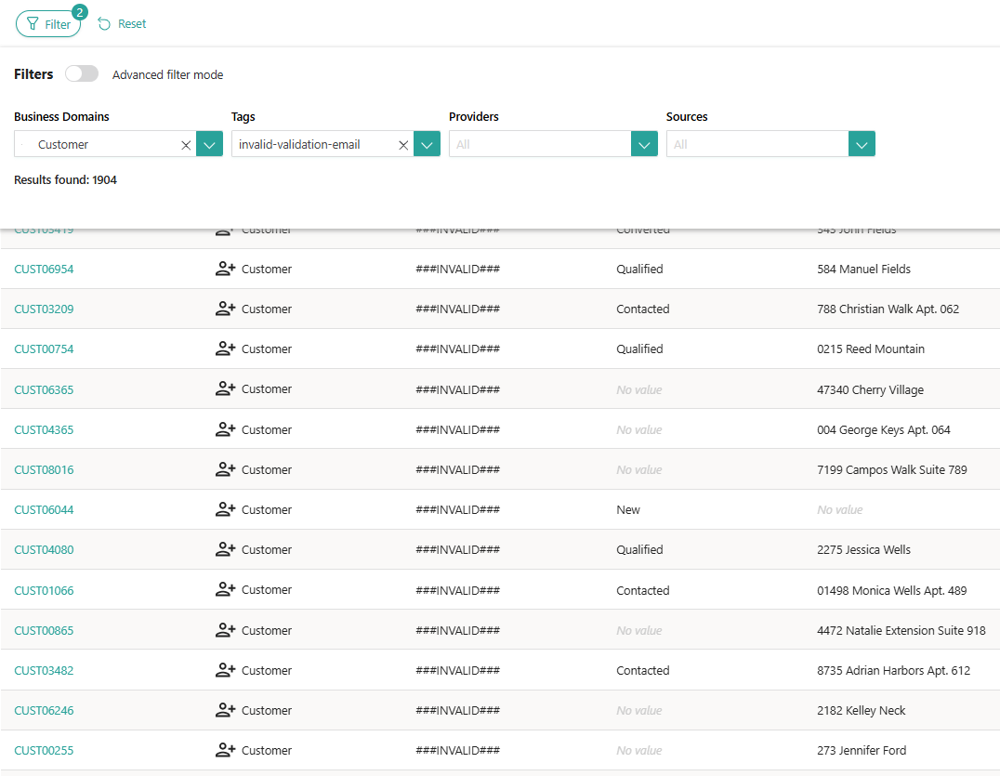 Filter 2 Reset
Filters Advanced filter mode
Business Domains Tags Providers Sources
Customer invalid-validation-email All All
Results found: 1904
CUST03419 Customer ###INVALID### Converted 343 John Fields
CUST06954 Customer ###INVALID### Qualified 584 Manuel Fields
CUST03209 Customer ###INVALID### Contacted 788 Christian Walk Apt. 062
CUST00754 Customer ###INVALID### Qualified 0215 Reed Mountain
CUST06365 Customer ###INVALID### No value 47340 Cherry Village
CUST04365 Customer ###INVALID### No value 004 George Keys Apt. 064
CUST08016 Customer ###INVALID### No value 7199 Campos Walk Suite 789
CUST06044 Customer ###INVALID### New No value
CUST04080 Customer ###INVALID### Qualified 2275 Jessica Wells
CUST01066 Customer ###INVALID### Contacted 01498 Monica Wells Apt. 489
CUST00865 Customer ###INVALID### No value 4472 Natalie Extension Suite 918
CUST03482 Customer ###INVALID### Contacted 8735 Adrian Harbors Apt. 612
CUST06246 Customer ###INVALID### No value 2182 Kelley Neck
CUST00255 Customer ###INVALID### No value 273 Jennifer Ford